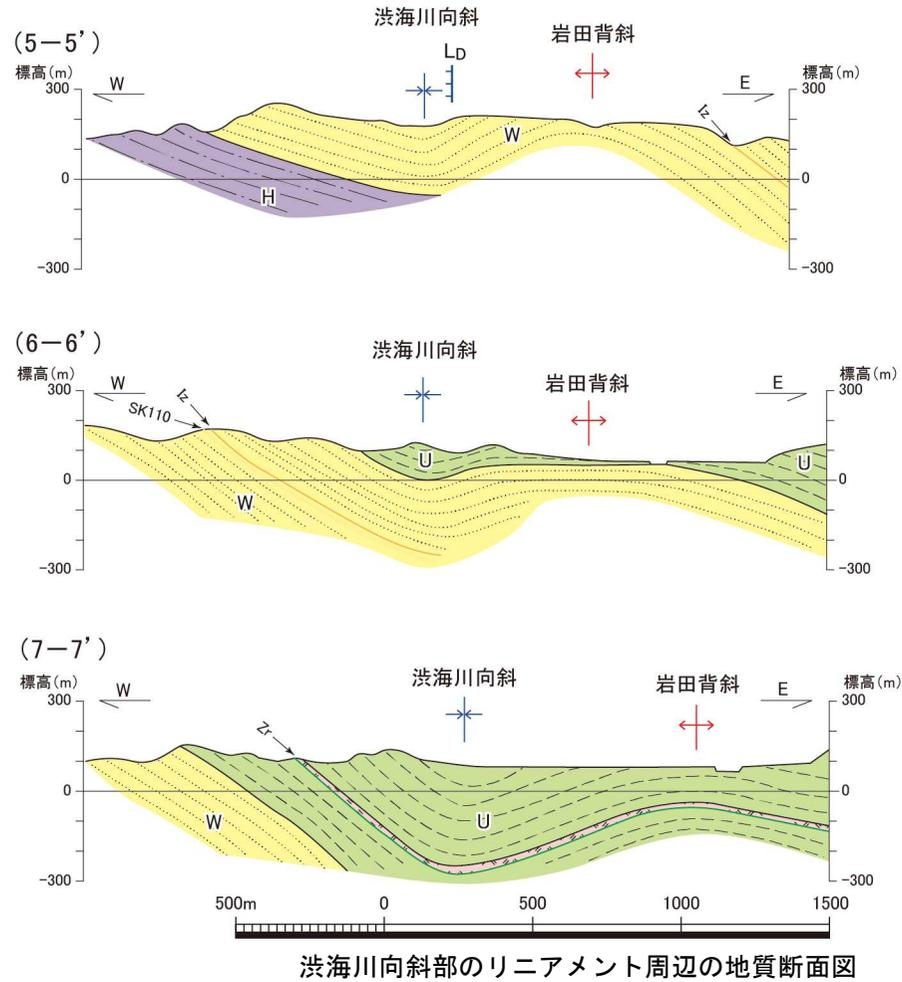 渋海川向斜
岩田背斜
(5-5')
LD
標高(m)
標高(m)
300
W
E
300
Iz
W
0
0
H
-300
-300
(6-6')
渋海川向斜
岩田背斜
標高(m)
標高(m)
300
W
E
300
Iz
SK110
U
U
0
0
W
-300
-300
(7-7')
渋海川向斜
岩田背斜
標高(m)
標高(m)
300
W
E
300
Zr
0
0
W
U
-300
-300
500m 0 500 1000 1500
渋海川向斜部のリニアメント周辺の地質断面図